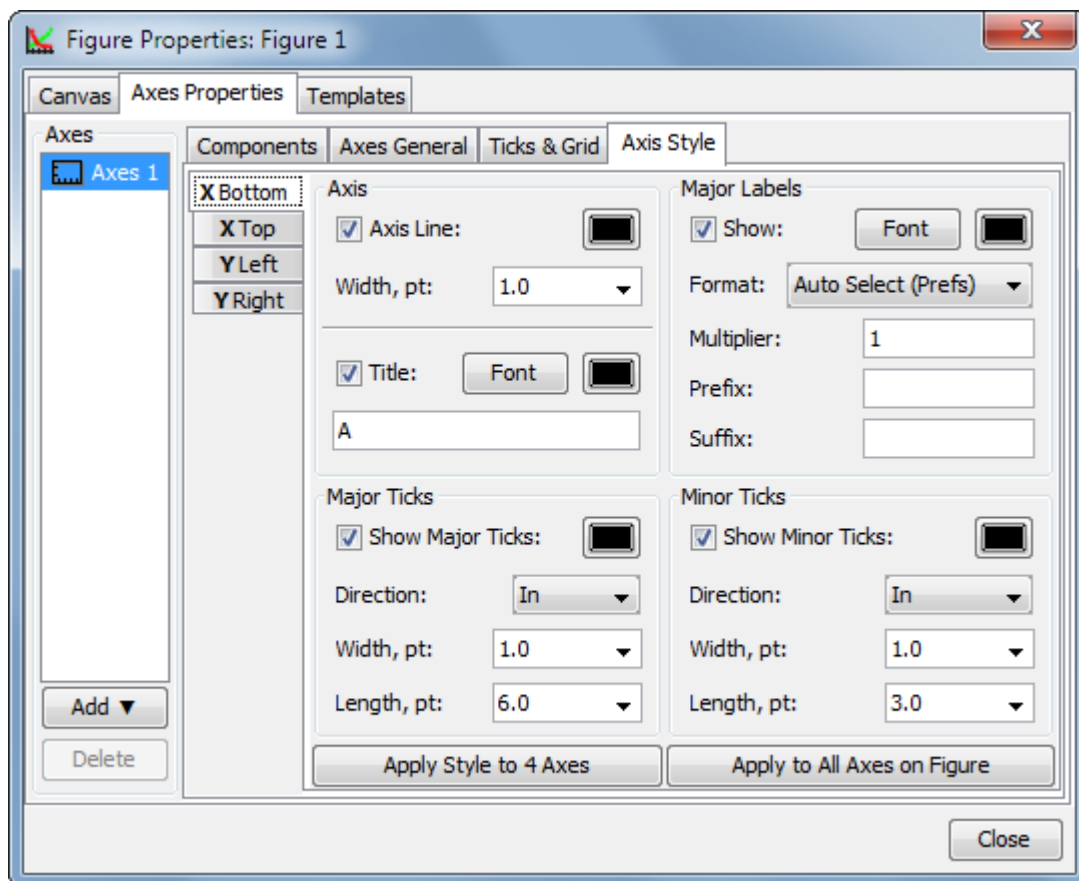 Figure Properties: Figure 1
Canvas Axes Properties Templates
Axes
Axes 1
Add ▼
Delete
Components Axes General Ticks & Grid Axis Style
X Bottom
X Top
Y Left
Y Right
Axis
Axis Line:
Width, pt: 1.0
Title: Font
A
Major Labels
Show: Font
Format: Auto Select (Prefs)
Multiplier: 1
Prefix:
Suffix:
Major Ticks
Show Major Ticks:
Direction: In
Width, pt: 1.0
Length, pt: 6.0
Minor Ticks
Show Minor Ticks:
Direction: In
Width, pt: 1.0
Length, pt: 3.0
Apply Style to 4 Axes
Apply to All Axes on Figure
Close